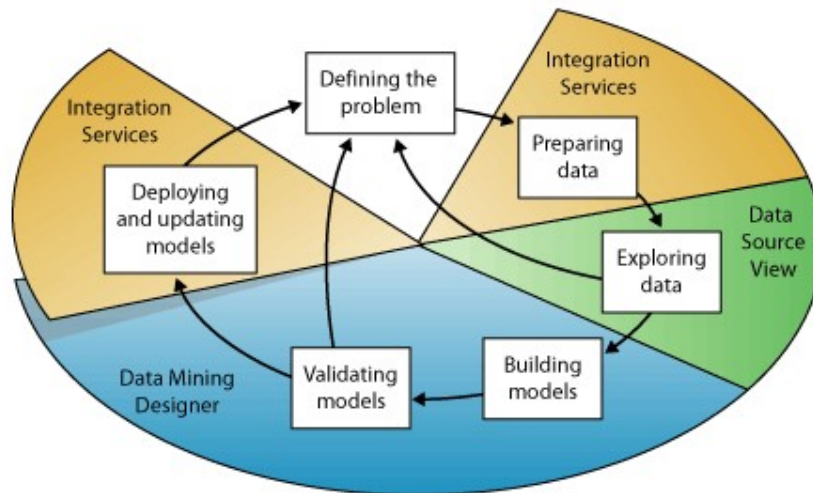 Defining the
problem
Integration
Services
Preparing
data
Data
Source
View
Exploring
data
Building
models
Validating
models
Data Mining
Designer
Deploying
and updating
models
Integration
Services